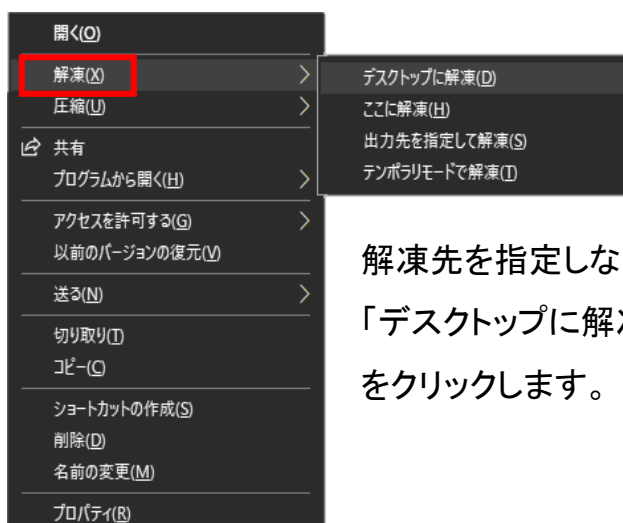 開く(O)
解凍(X)
圧縮(U)
共有
プログラムから開く(H)
アクセスを許可する(G)
以前のバージョンの復元(V)
送る(N)
切り取り(T)
コピー(C)
ショートカットの作成(S)
削除(D)
名前の変更(M)
プロパティ(R)
デスクトップに解凍(D)
ここに解凍(H)
出力先を指定して解凍(S)
テンポラリモードで解凍(T)
解凍先を指定しな
「デスクトップに解
をクリックします。